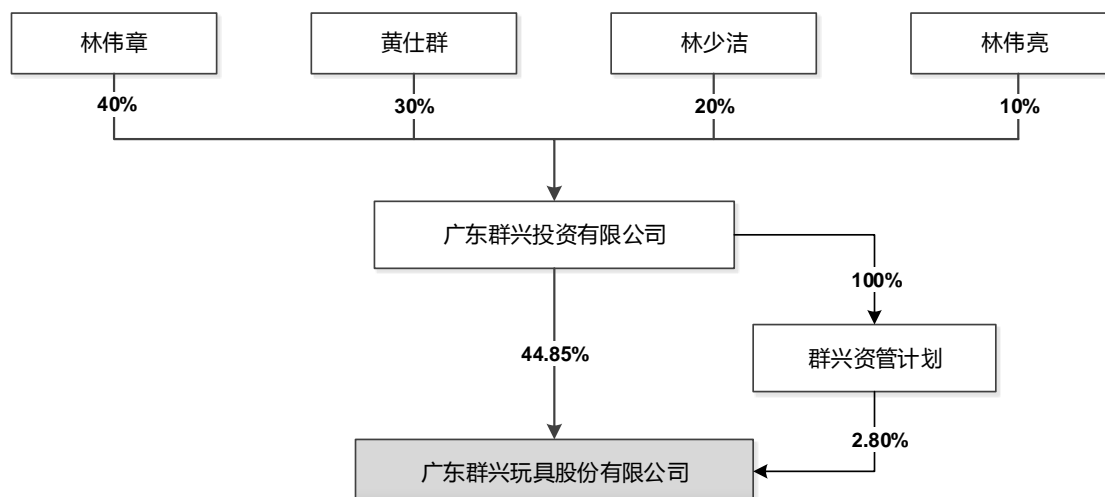 林伟章
黄仕群
林少洁
林伟亮
40%
30%
20%
10%
广东群兴投资有限公司
100%
44.85%
群兴资管计划
2.80%
广东群兴玩具股份有限公司